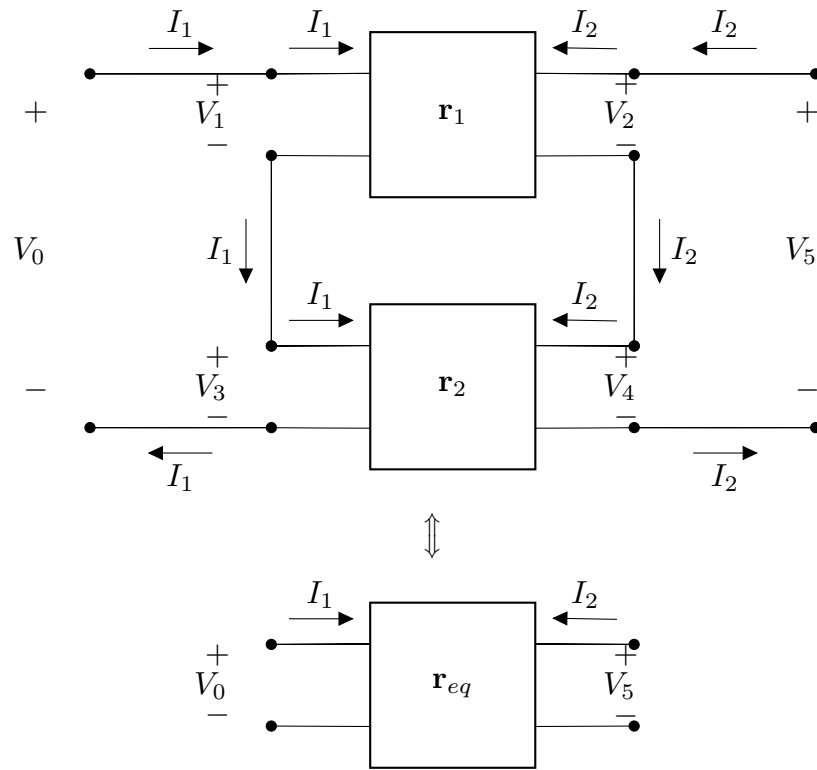 I₁ I₁ I₂ I₂
+ + + +
V₁ r₁ V₂
− −
V₀ I₁ I₂ V₅
I₁ I₂
+ +
− V₃ r₂ V₄ −
− −
I₁ I₂
⇕
I₁ I₂
+ +
V₀ r_eq V₅
− −